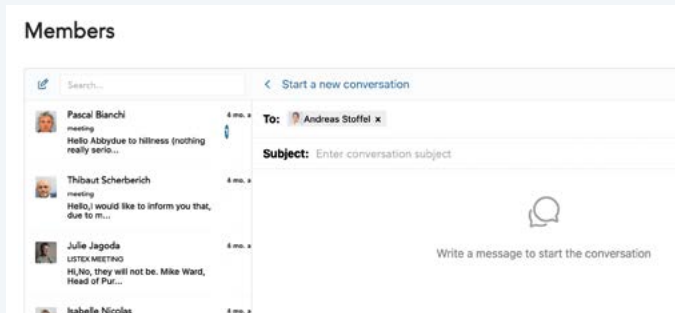 Members
Search...
Start a new conversation
Pascal Bianchi
4 mo. a
meeting
Hello Abbydue to hillness (nothing
really serio...
To: Andreas Stoffel x
Subject: Enter conversation subject
Thibaut Scherberich
4 mo. a
meeting
Hello,I would like to inform you that,
due to m...
Julie Jagoda
4 mo. a
LISTEX MEETING
Hi,No, they will not be. Mike Ward,
Head of Pur...
Write a message to start the conversation
Isabelle Nicolas
4 mo. a